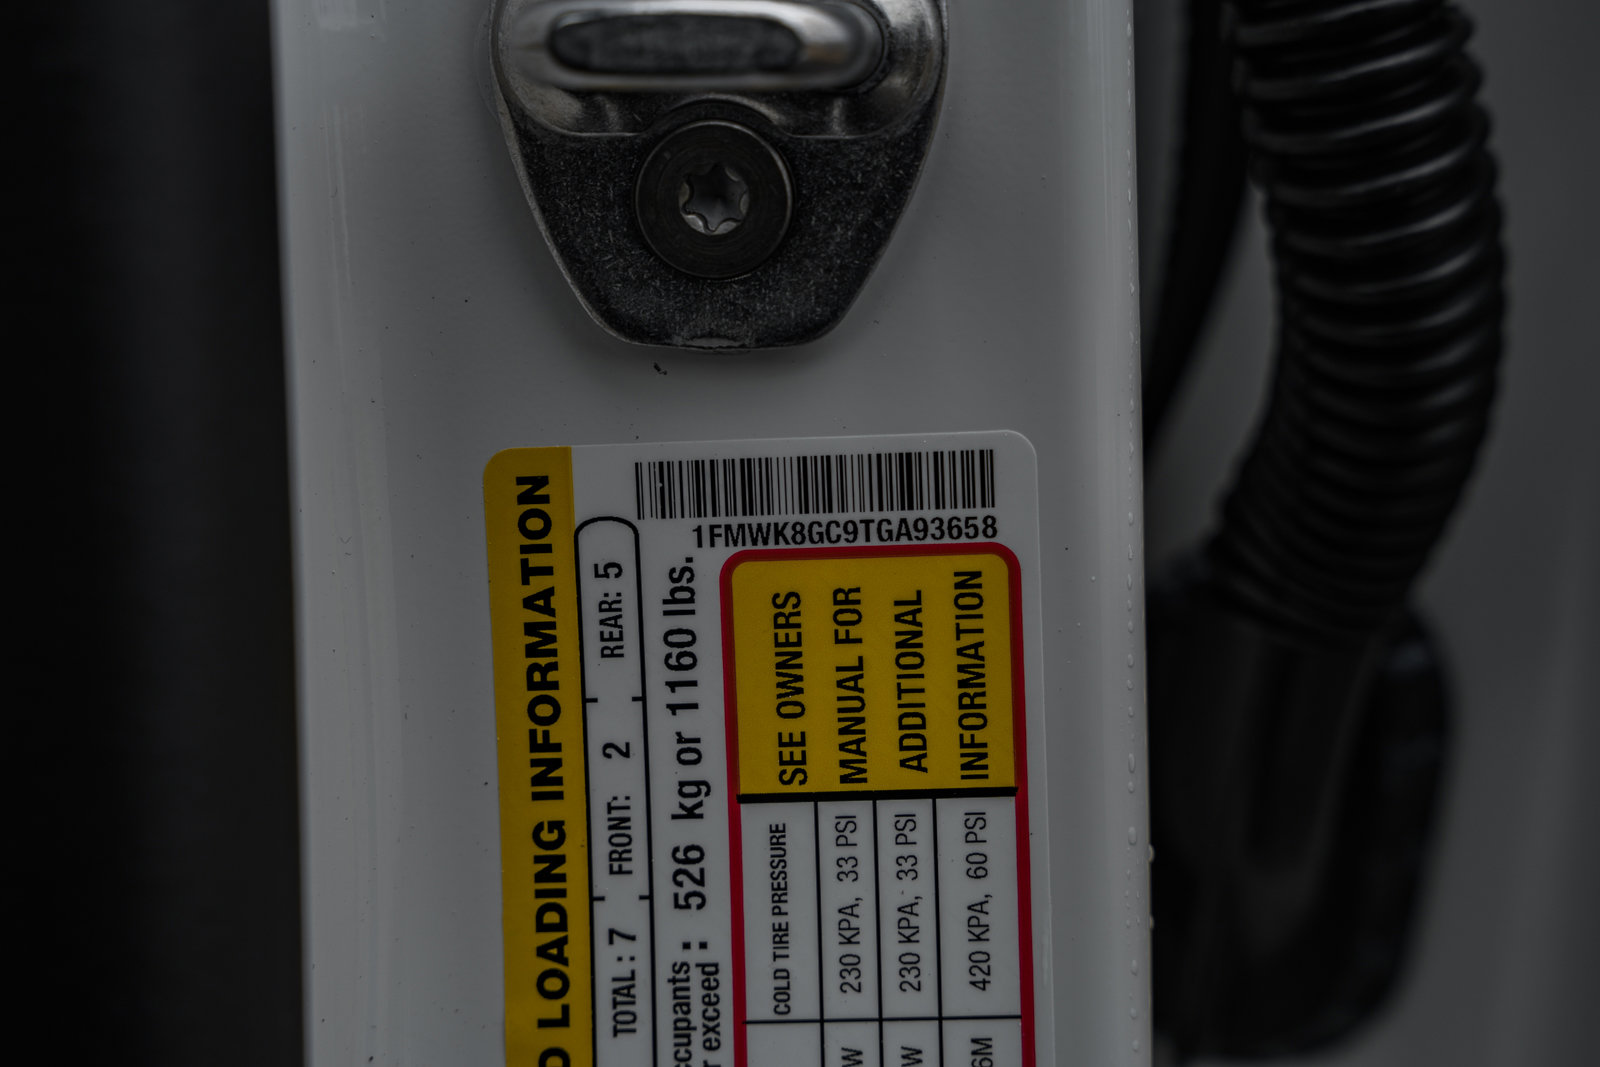 1FMWK8GC9TGA93658
LOADING INFORMATION
TOTAL : 7 FRONT: 2 REAR: 5
: 526 kg or 1160 lbs.
exceed
COLD TIRE PRESSURE
230 KPA, 33 PSI
230 KPA, 33 PSI
420 KPA, 60 PSI
SEE OWNERS
MANUAL FOR
ADDITIONAL
INFORMATION